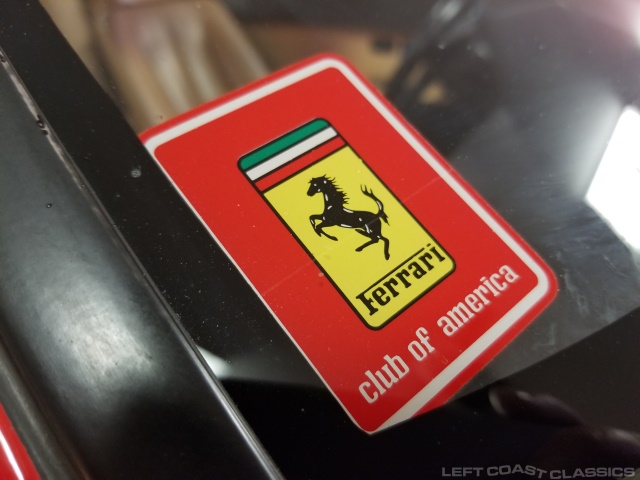 Ferrari
club of america
LEFT COAST CLASSICS